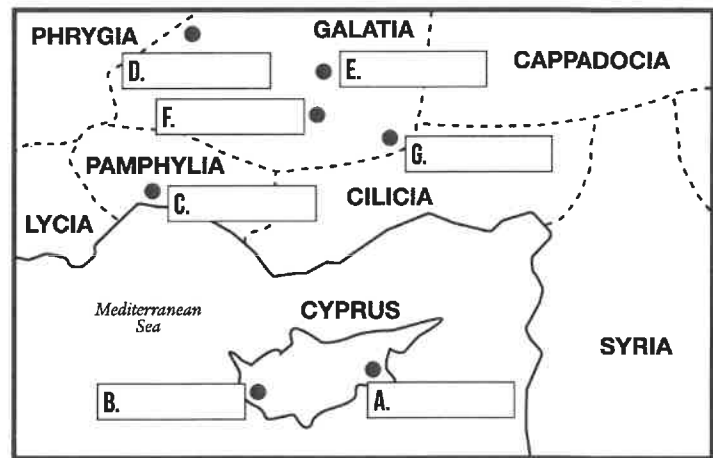 PHRYGIA
GALATIA
CAPPADOCIA
D.
E.
F.
G.
PAMPHYLIA
C.
CILICIA
LYCIA
Mediterranean
Sea
CYPRUS
SYRIA
B.
A.